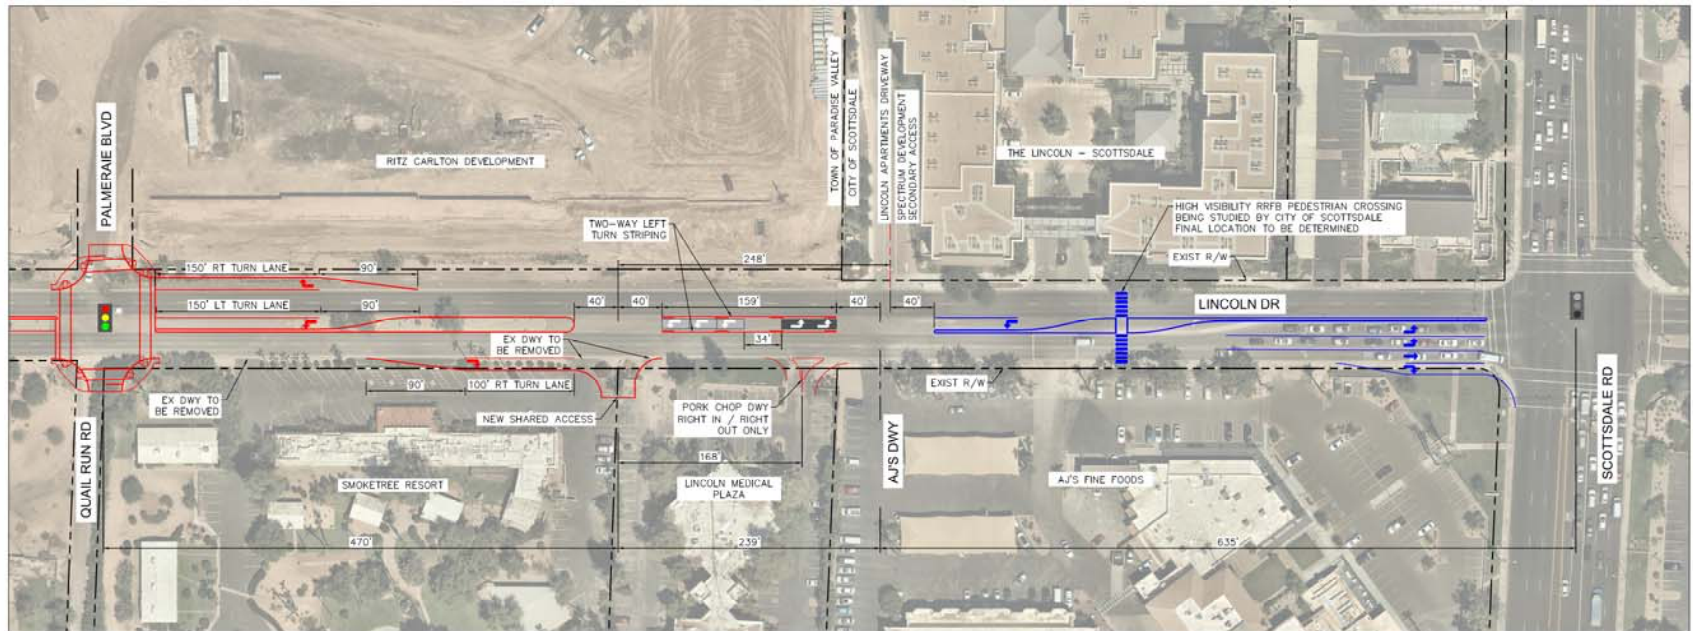 PALMERAIE BLVD
RITZ CARLTON DEVELOPMENT
TOWN OF PARADISE VALLEY
CITY OF SCOTTSDALE
LINCOLN APARTMENTS DRIVEWAY
SPECTRUM DEVELOPMENT
SECONDARY ACCESS
THE LINCOLN - SCOTTSDALE
HIGH VISIBILITY RRFB PEDESTRIAN CROSSING
BEING STUDIED BY CITY OF SCOTTSDALE
FINAL LOCATION TO BE DETERMINED
TWO-WAY LEFT
TURN STRIPING
248'
EXIST R/W
150' RT TURN LANE
90'
150' LT TURN LANE
90'
40'
40'
159'
40'
40'
LINCOLN DR
34'
EX DWY TO
BE REMOVED
EX DWY TO
BE REMOVED
90'
100' RT TURN LANE
NEW SHARED ACCESS
PORK CHOP DWY
RIGHT IN / RIGHT
OUT ONLY
EXIST R/W
QUAIL RUN RD
SMOKETREE RESORT
168'
LINCOLN MEDICAL
PLAZA
AJ'S DWY
AJ'S FINE FOODS
SCOTTSDALE RD
470'
239'
635'